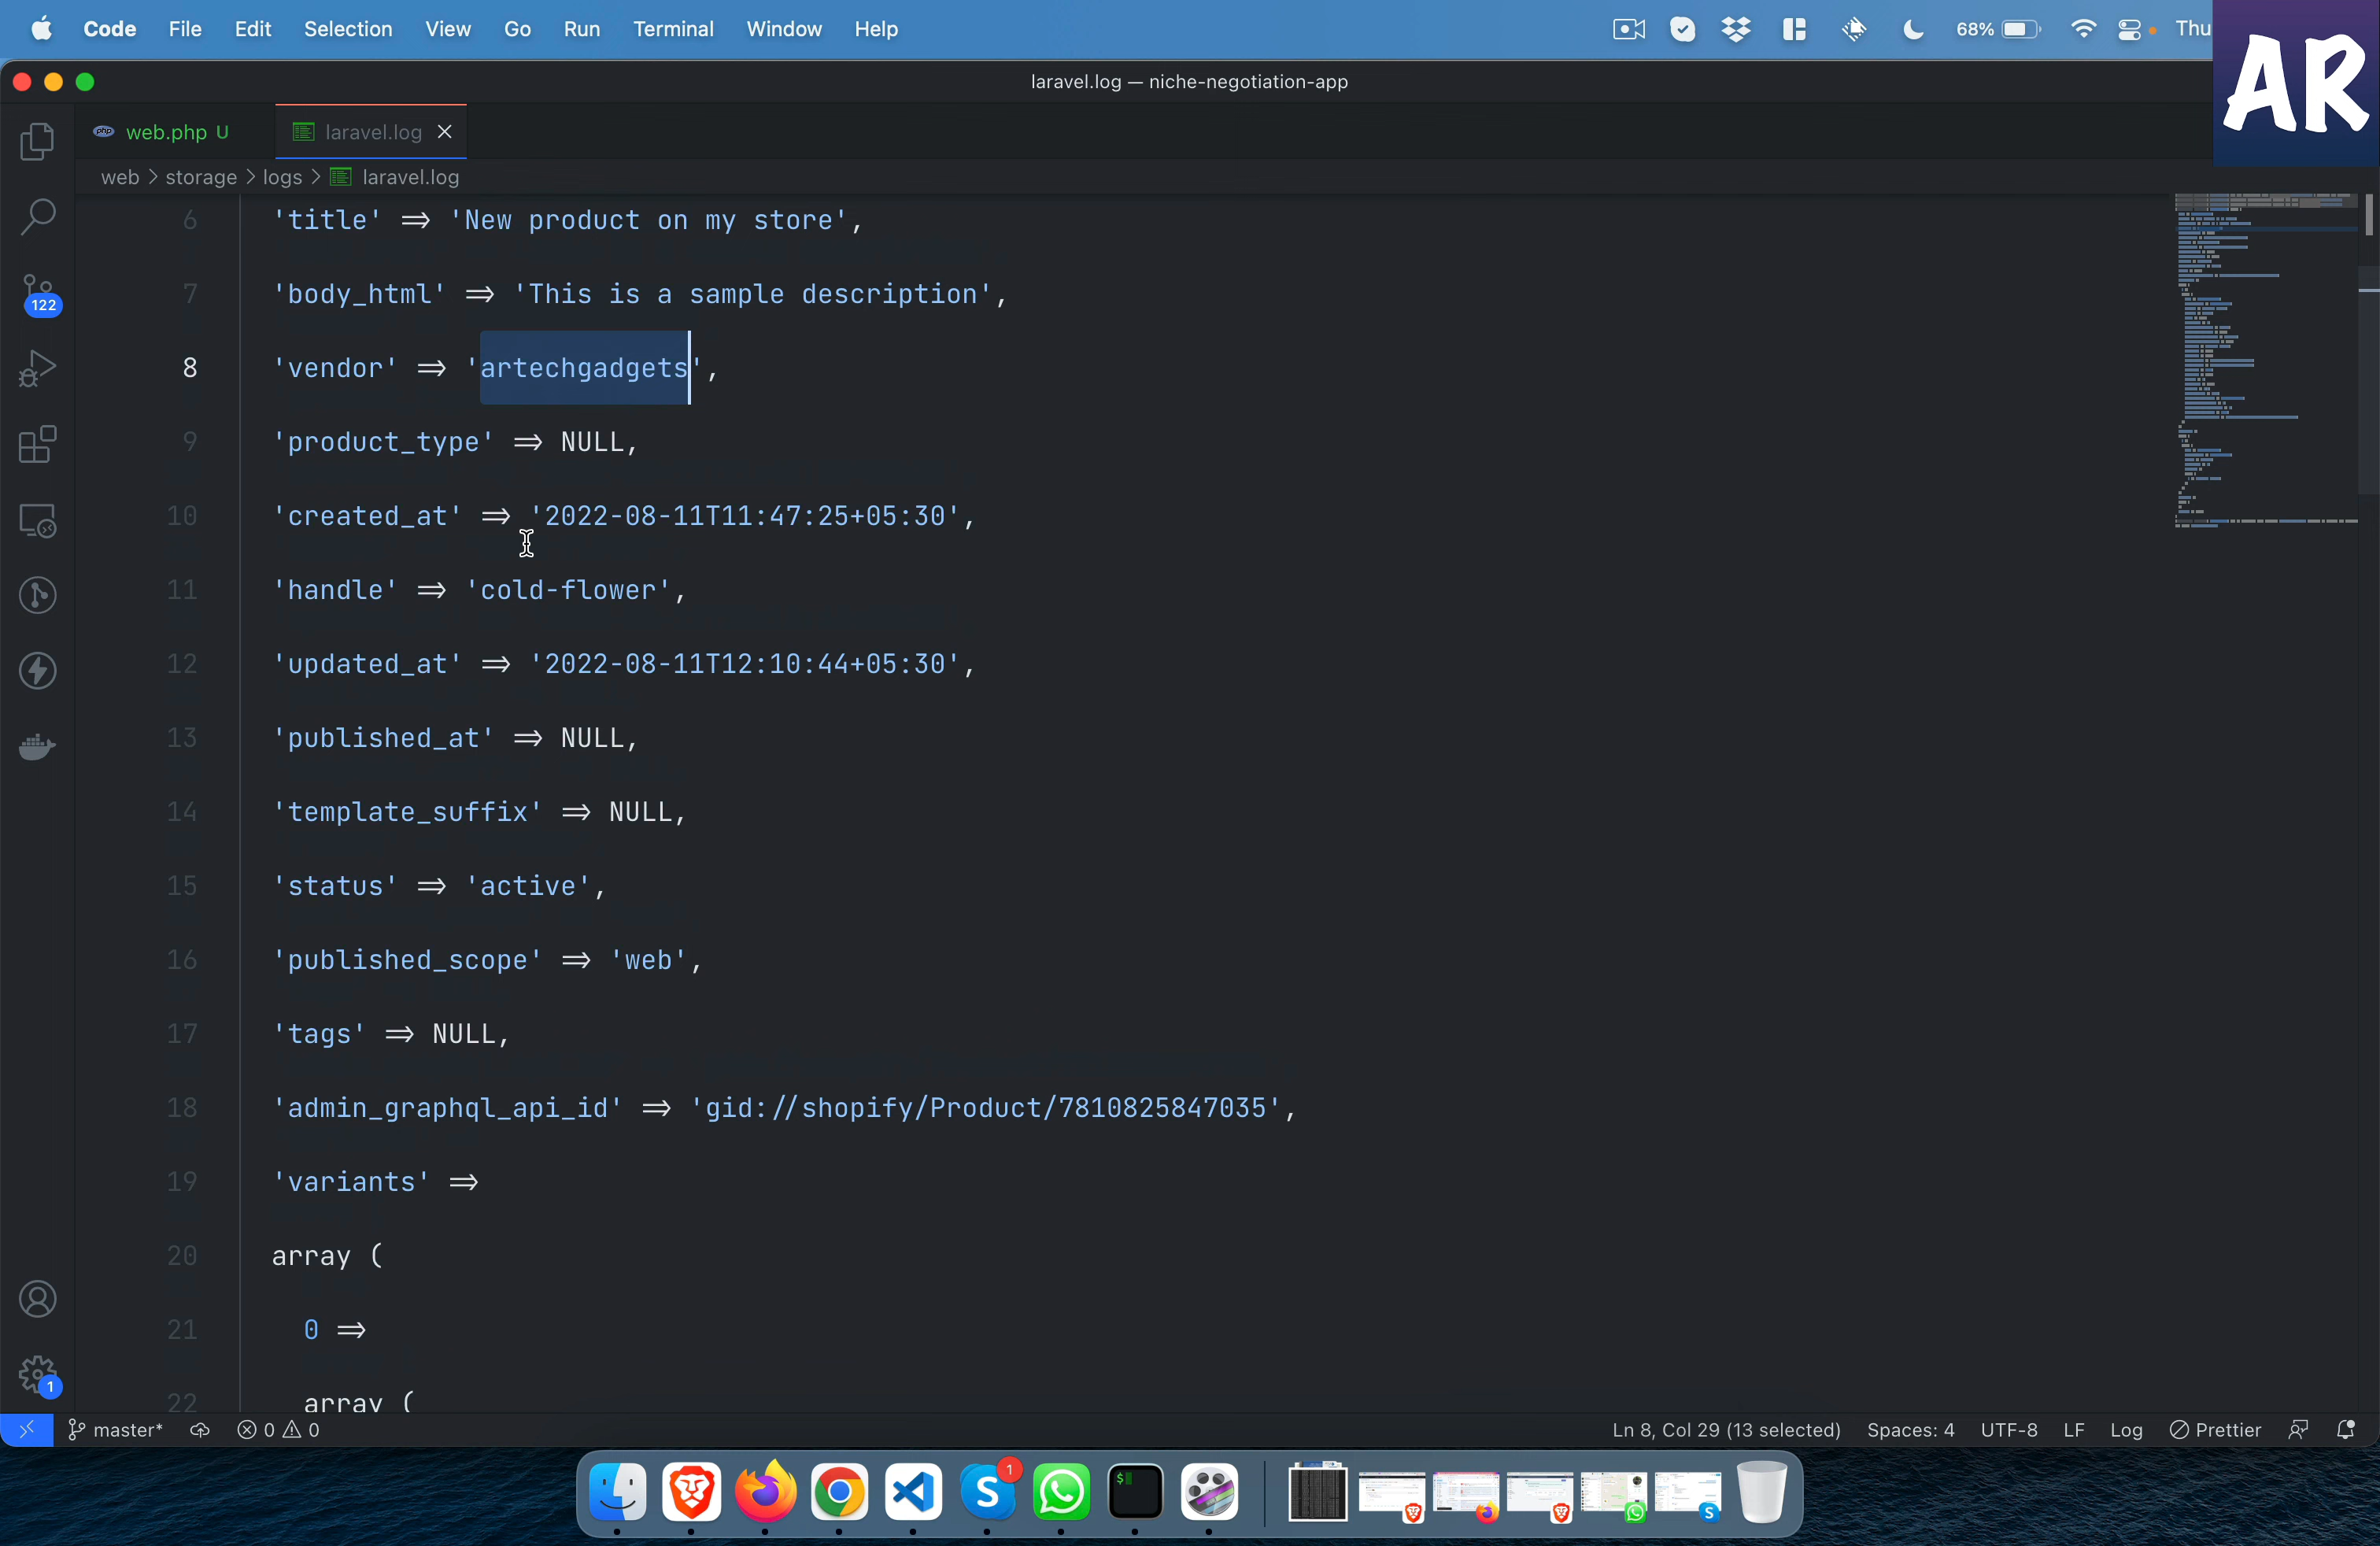 Code File Edit Selection View Go Run Terminal Window Help 68% Thu
laravel.log — niche-negotiation-app
AR
web.php U laravel.log
web > storage > logs > laravel.log
6 'title' => 'New product on my store',
7 'body_html' => 'This is a sample description',
8 'vendor' => 'artechgadgets',
9 'product_type' => NULL,
10 'created_at' => '2022-08-11T11:47:25+05:30',
11 'handle' => 'cold-flower',
12 'updated_at' => '2022-08-11T12:10:44+05:30',
13 'published_at' => NULL,
14 'template_suffix' => NULL,
15 'status' => 'active',
16 'published_scope' => 'web',
17 'tags' => NULL,
18 'admin_graphql_api_id' => 'gid://shopify/Product/7810825847035',
19 'variants' =>
20 array (
21 0 =>
22 array (
122
1
master* 0 0 Ln 8, Col 29 (13 selected) Spaces: 4 UTF-8 LF Log Prettier
1